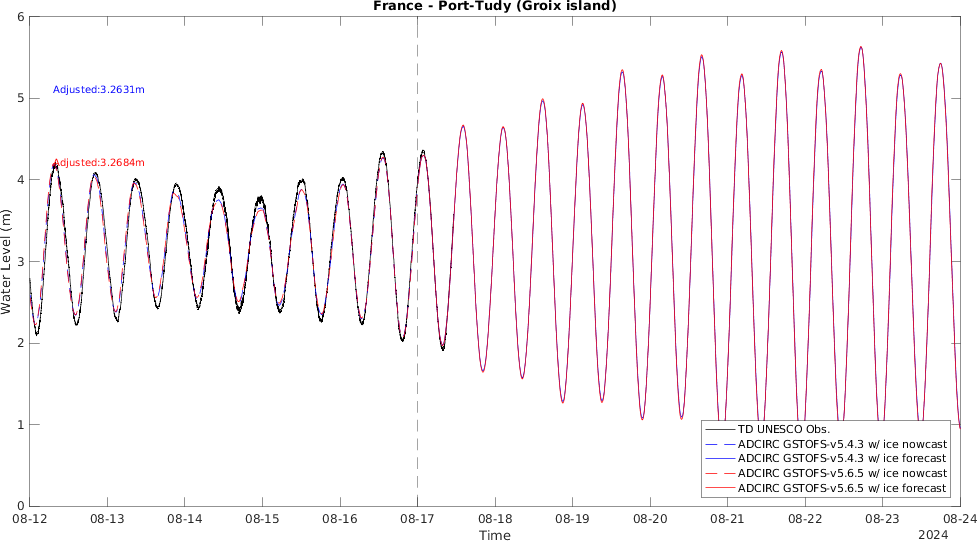 France - Port-Tudy (Groix island)
6
5
4
3
2
1
0
Water Level (m)
Adjusted:3.2631m
Adjusted:3.2684m
TD UNESCO Obs.
ADCIRC GSTOFS-v5.4.3 w/ ice nowcast
ADCIRC GSTOFS-v5.4.3 w/ ice forecast
ADCIRC GSTOFS-v5.6.5 w/ ice nowcast
ADCIRC GSTOFS-v5.6.5 w/ ice forecast
08-12 08-13 08-14 08-15 08-16 08-17 08-18 08-19 08-20 08-21 08-22 08-23 08-24
Time
2024